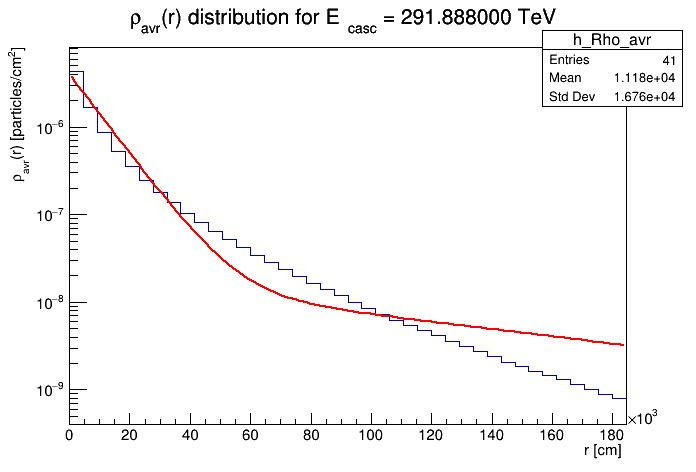 ρavr(r) distribution for E casc = 291.888000 TeV
h_Rho_avr
Entries 41
Mean 1.118e+04
Std Dev 1.676e+04
ρavr(r) [particles/cm²]
10⁻⁶
10⁻⁷
10⁻⁸
10⁻⁹
0 20 40 60 80 100 120 140 160 180
×10³
r [cm]